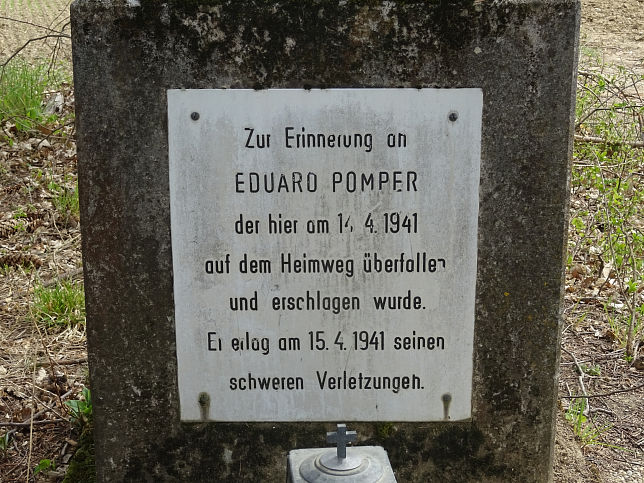 Zur Erinnerung an
EDUARD POMPER
der hier am 14.4.1941
auf dem Heimweg überfallen
und erschlagen wurde.
Er erlag am 15.4.1941 seinen
schweren Verletzungen.